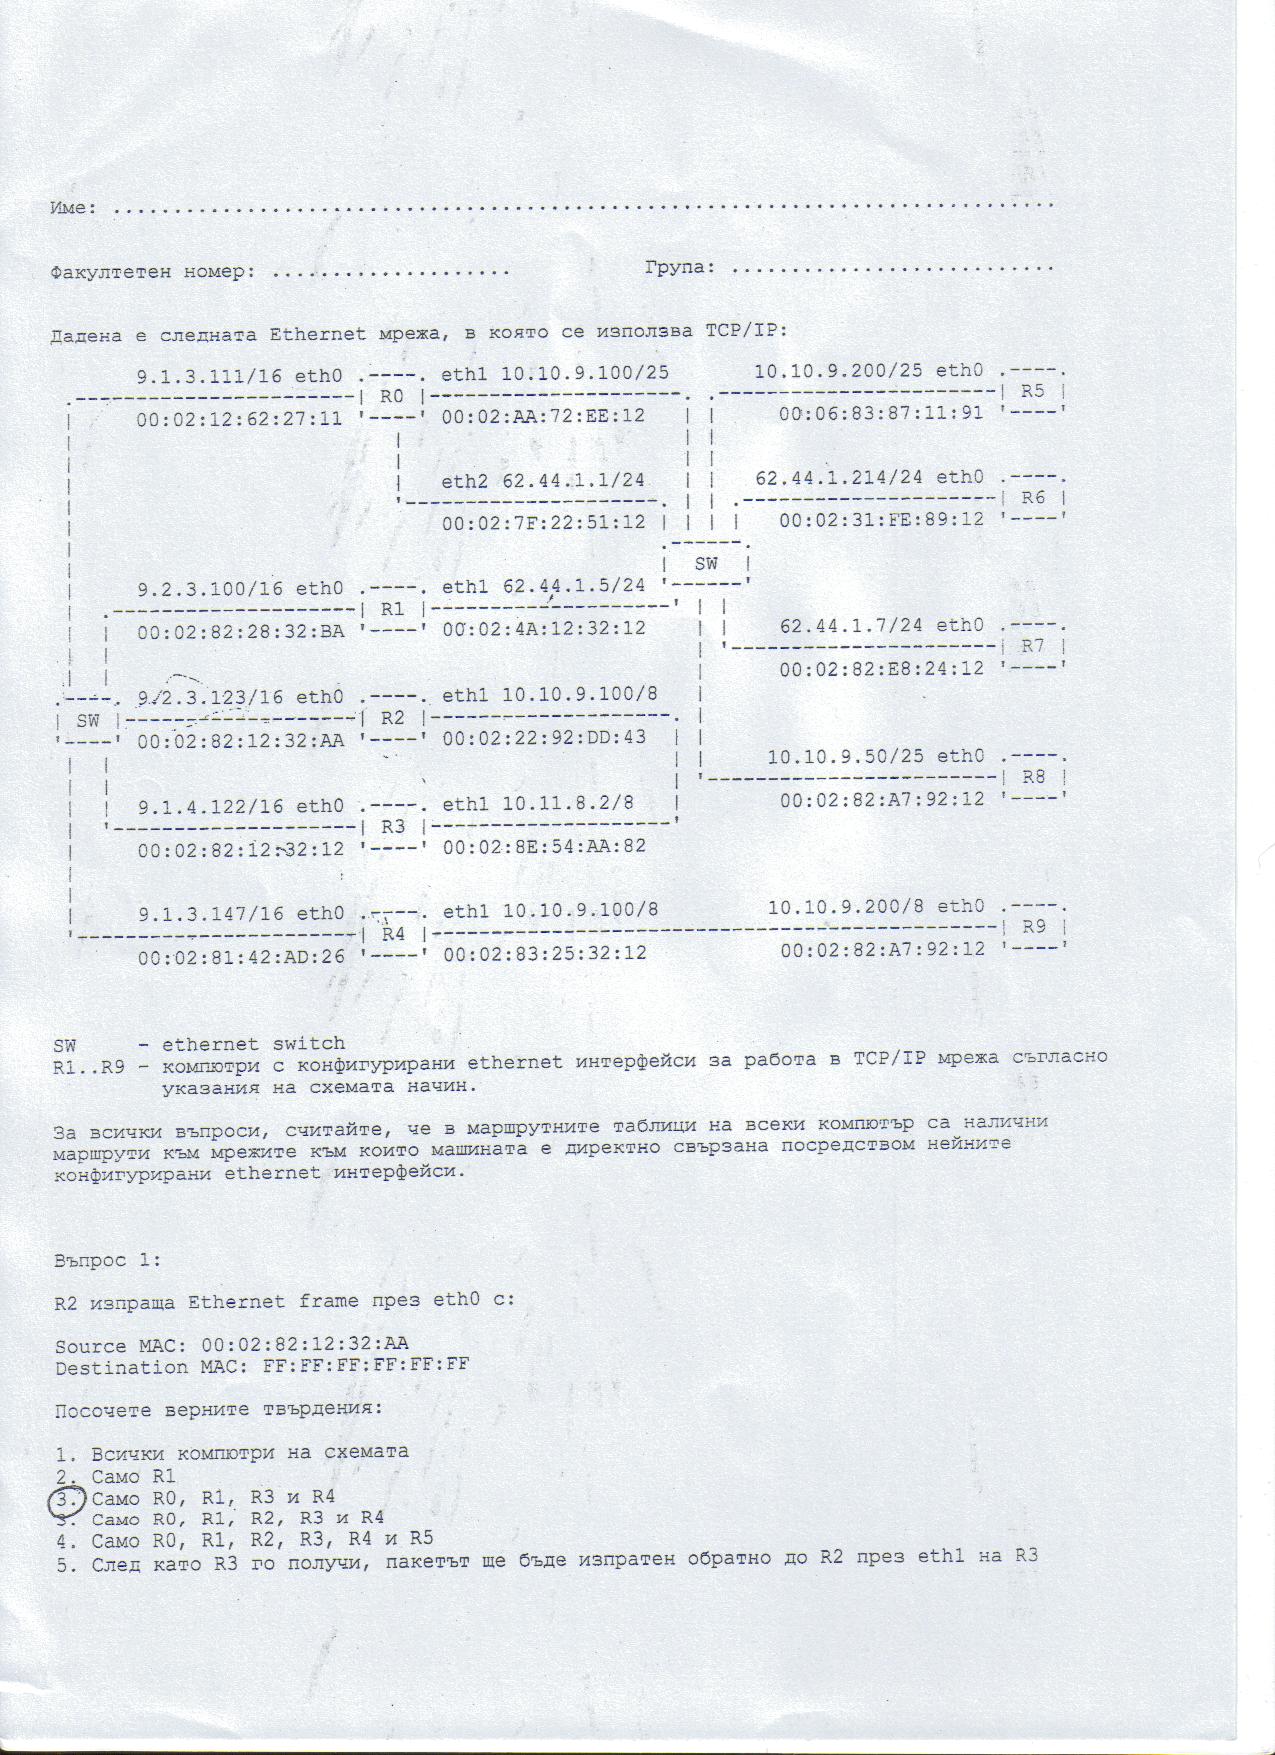 Име: ..............................................................................
Факултетен номер: .................... Група: ...........................
Дадена е следната Ethernet мрежа, в която се използва TCP/IP:
9.1.3.111/16 eth0 .----. eth1 10.10.9.100/25 10.10.9.200/25 eth0 .----.
.-----------------------| R0 |---------------------. .-----------------------| R5 |
| 00:02:12:62:27:11 '----' 00:02:AA:72:EE:12 | | 00:06:83:87:11:91 '----'
| eth2 62.44.1.1/24 | | 62.44.1.214/24 eth0 .----.
'---------------------. | | .---------------------| R6 |
00:02:7F:22:51:12 | | | | 00:02:31:FE:89:12 '----'
.------.
| SW |
9.2.3.100/16 eth0 .----. eth1 62.44.1.5/24 '------'
.--------------------| R1 |--------------------' | |
| | 00:02:82:28:32:BA '----' 00:02:4A:12:32:12 | | 62.44.1.7/24 eth0 .----.
'----------------------| R7 |
00:02:82:E8:24:12 '----'
.----. 9.2.3.123/16 eth0 .----. eth1 10.10.9.100/8 |
| SW |-------------------| R2 |--------------------. |
'----' 00:02:82:12:32:AA '----' 00:02:22:92:DD:43 | |
10.10.9.50/25 eth0 .----.
'------------------------| R8 |
9.1.4.122/16 eth0 .----. eth1 10.11.8.2/8 | 00:02:82:A7:92:12 '----'
'--------------------| R3 |--------------------'
00:02:82:12:32:12 '----' 00:02:8E:54:AA:82
9.1.3.147/16 eth0 .----. eth1 10.10.9.100/8 10.10.9.200/8 eth0 .----.
'-----------------------| R4 |-----------------------------------------------| R9 |
00:02:81:42:AD:26 '----' 00:02:83:25:32:12 00:02:82:A7:92:12 '----'
SW - ethernet switch
R1..R9 - компютри с конфигурирани ethernet интерфейси за работа в TCP/IP мрежа съгласно
указания на схемата начин.
За всички въпроси, считайте, че в маршрутните таблици на всеки компютър са налични
маршрути към мрежите към които машината е директно свързана посредством нейните
конфигурирани ethernet интерфейси.
Въпрос 1:
R2 изпраща Ethernet frame през eth0 с:
Source MAC: 00:02:82:12:32:AA
Destination MAC: FF:FF:FF:FF:FF:FF
Посочете верните твърдения:
1. Всички компютри на схемата
2. Само R1
3. Само R0, R1, R3 и R4
3. Само R0, R1, R2, R3 и R4
4. Само R0, R1, R2, R3, R4 и R5
5. След като R3 го получи, пакетът ще бъде изпратен обратно до R2 през eth1 на R3